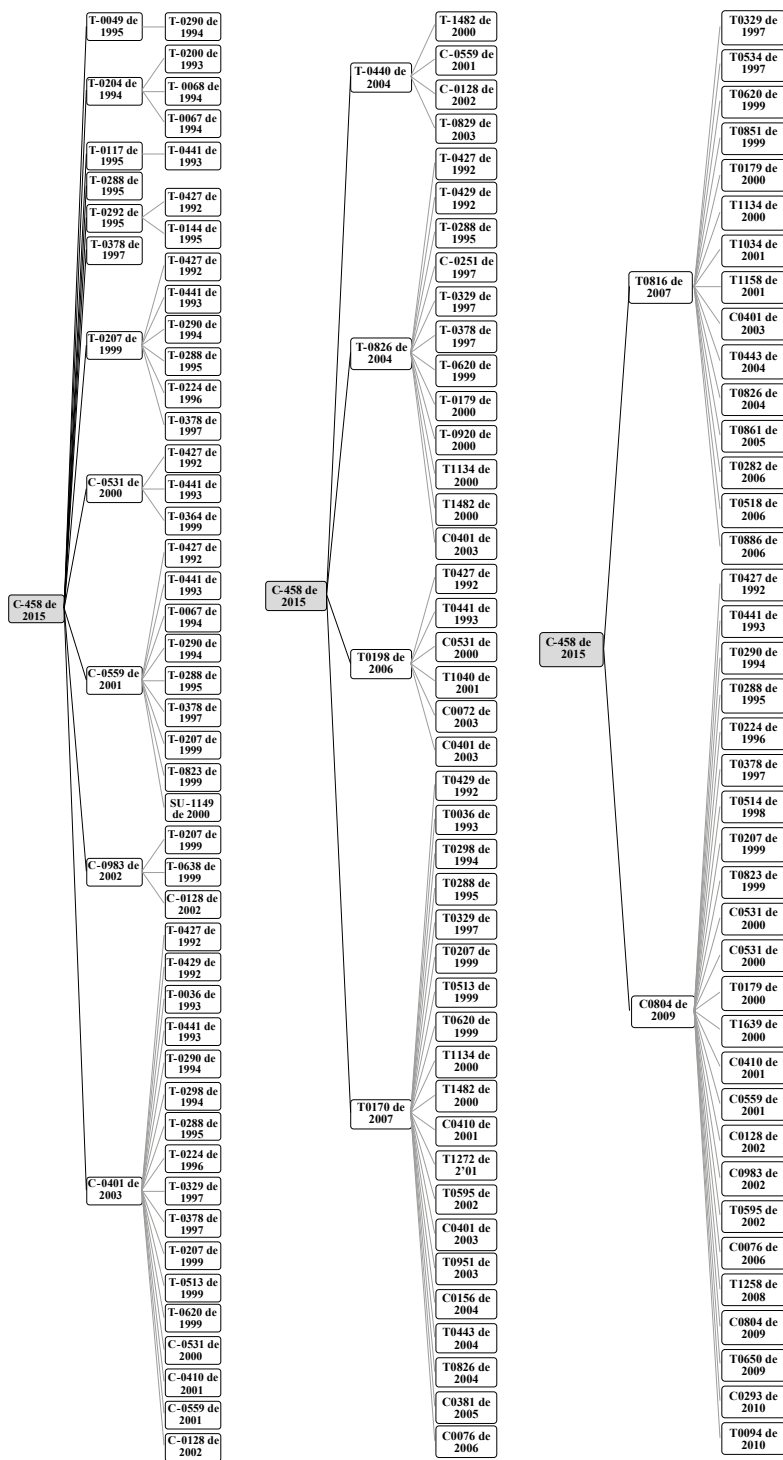 T-0049 de
1995
T-0290 de
1994
T-0204 de
1994
T-0200 de
1993
T- 0068 de
1994
T-0067 de
1994
T-0117 de
1995
T-0441 de
1993
T-0288 de
1995
T-0292 de
1995
T-0427 de
1992
T-0144 de
1995
T-0378 de
1997
T-0207 de
1999
T-0427 de
1992
T-0441 de
1993
T-0290 de
1994
T-0288 de
1995
T-0224 de
1996
T-0378 de
1997
C-0531 de
2000
T-0427 de
1992
T-0441 de
1993
T-0364 de
1999
C-458 de
2015
C-0559 de
2001
T-0427 de
1992
T-0441 de
1993
T-0067 de
1994
T-0290 de
1994
T-0288 de
1995
T-0378 de
1997
T-0207 de
1999
T-0823 de
1999
SU-1149
de 2000
C-0983 de
2002
T-0207 de
1999
T-0638 de
1999
C-0128 de
2002
C-0401 de
2003
T-0427 de
1992
T-0429 de
1992
T-0036 de
1993
T-0441 de
1993
T-0290 de
1994
T-0298 de
1994
T-0288 de
1995
T-0224 de
1996
T-0329 de
1997
T-0378 de
1997
T-0207 de
1999
T-0513 de
1999
T-0620 de
1999
C-0531 de
2000
C-0410 de
2001
C-0559 de
2001
C-0128 de
2002
C-458 de
2015
T-0440 de
2004
T-1482 de
2000
C-0559 de
2001
C-0128 de
2002
T-0829 de
2003
T-0826 de
2004
T-0427 de
1992
T-0429 de
1992
T-0288 de
1995
C-0251 de
1997
T-0329 de
1997
T-0378 de
1997
T-0620 de
1999
T-0179 de
2000
T-0920 de
2000
T1134 de
2000
T1482 de
2000
C0401 de
2003
T0198 de
2006
T0427 de
1992
T0441 de
1993
C0531 de
2000
T1040 de
2001
C0072 de
2003
C0401 de
2003
T0170 de
2007
T0429 de
1992
T0036 de
1993
T0298 de
1994
T0288 de
1995
T0329 de
1997
T0207 de
1999
T0513 de
1999
T0620 de
1999
T1134 de
2000
T1482 de
2000
C0410 de
2001
T1272 de
2’01
T0595 de
2002
C0401 de
2003
T0951 de
2003
C0156 de
2004
T0443 de
2004
T0826 de
2004
C0381 de
2005
C0076 de
2006
C-458 de
2015
T0816 de
2007
T0329 de
1997
T0534 de
1997
T0620 de
1999
T0851 de
1999
T0179 de
2000
T1134 de
2000
T1034 de
2001
T1158 de
2001
C0401 de
2003
T0443 de
2004
T0826 de
2004
T0861 de
2005
T0282 de
2006
T0518 de
2006
T0886 de
2006
C0804 de
2009
T0427 de
1992
T0441 de
1993
T0290 de
1994
T0288 de
1995
T0224 de
1996
T0378 de
1997
T0514 de
1998
T0207 de
1999
T0823 de
1999
C0531 de
2000
C0531 de
2000
T0179 de
2000
T1639 de
2000
C0410 de
2001
C0559 de
2001
C0128 de
2002
C0983 de
2002
T0595 de
2002
C0076 de
2006
T1258 de
2008
C0804 de
2009
T0650 de
2009
C0293 de
2010
T0094 de
2010